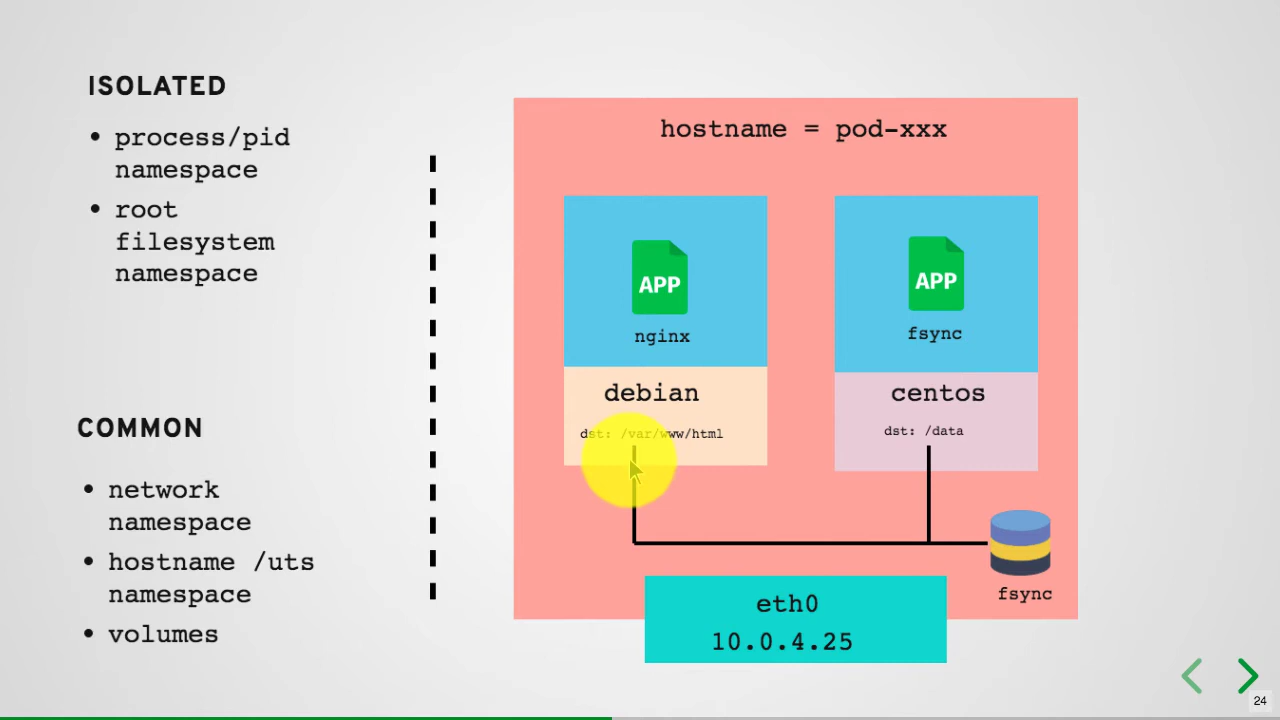 ISOLATED
• process/pid
namespace
• root
filesystem
namespace
COMMON
• network
namespace
• hostname /uts
namespace
• volumes
hostname = pod-xxx
APP
nginx
debian
dst: /var/www/html
APP
fsync
centos
dst: /data
fsync
eth0
10.0.4.25
24